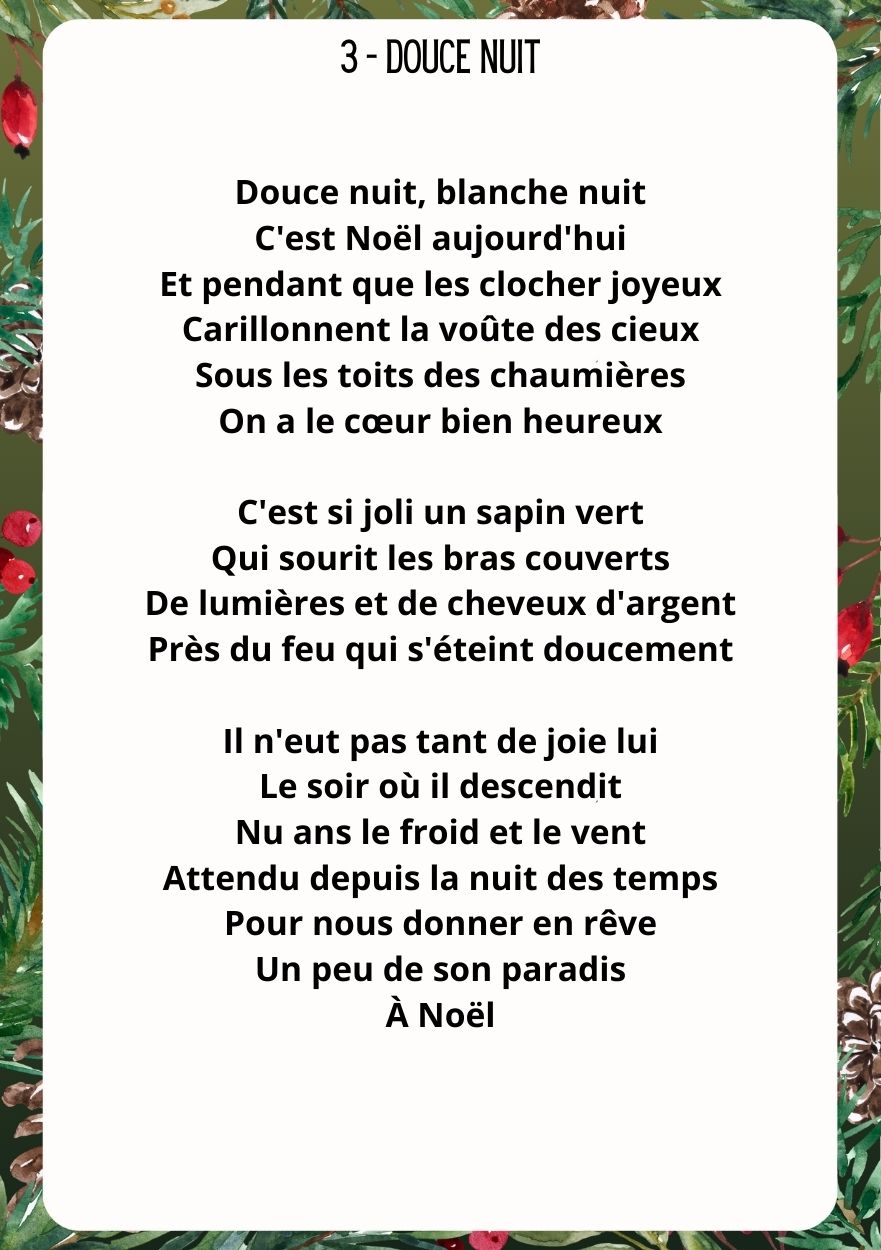 3 - DOUCE NUIT
Douce nuit, blanche nuit
C'est Noël aujourd'hui
Et pendant que les clocher joyeux
Carillonnent la voûte des cieux
Sous les toits des chaumières
On a le cœur bien heureux
C'est si joli un sapin vert
Qui sourit les bras couverts
De lumières et de cheveux d'argent
Près du feu qui s'éteint doucement
Il n'eut pas tant de joie lui
Le soir où il descendit
Nu ans le froid et le vent
Attendu depuis la nuit des temps
Pour nous donner en rêve
Un peu de son paradis
À Noël